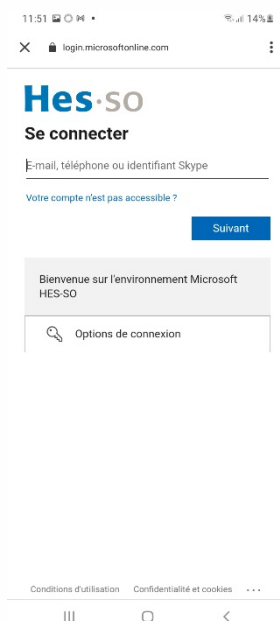 11:51 14%
login.microsoftonline.com
Hes·so
Se connecter
E-mail, téléphone ou identifiant Skype
Votre compte n'est pas accessible ?
Suivant
Bienvenue sur l'environnement Microsoft
HES-SO
Options de connexion
Conditions d'utilisation Confidentialité et cookies ...